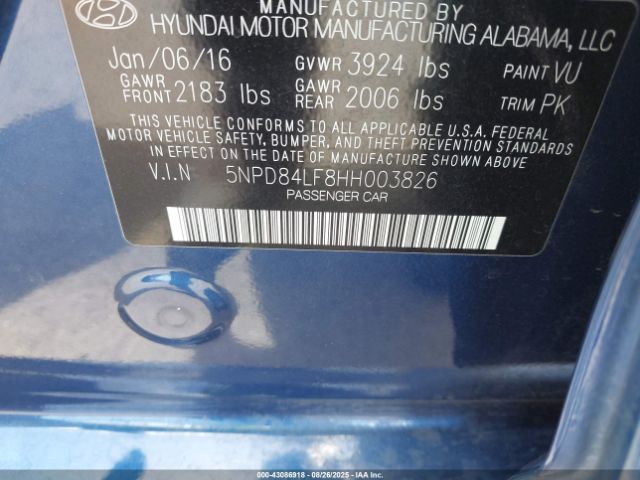 MANUFACTURED BY
HYUNDAI MOTOR MANUFACTURING ALABAMA, LLC
Jan/06/16 GVWR 3924 lbs PAINT VU
GAWR FRONT 2183 lbs GAWR REAR 2006 lbs TRIM PK
THIS VEHICLE CONFORMS TO ALL APPLICABLE U.S. FEDERAL
MOTOR VEHICLE SAFETY, BUMPER, AND THEFT PREVENTION STANDARDS
IN EFFECT ON THE DATE OF MANUFACTURE SHOWN ABOVE
V.I.N 5NPD84LF8HH003826
PASSENGER CAR
000-43086918 - 08/26/2025 - IAAI.COM